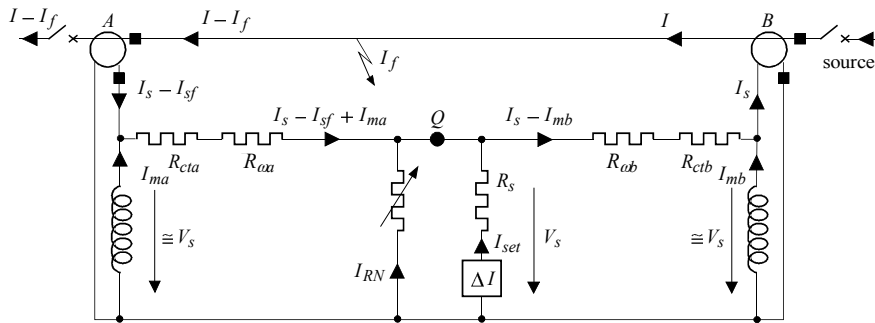 I – I_f
A
I – I_f
I
B
I_f
source
I_s – I_sf
I_s
I_s – I_sf + I_ma
Q
I_s – I_mb
I_ma
R_cta
R_ωa
R_s
R_ωb
R_ctb
I_mb
≅ V_s
I_set
V_s
≅ V_s
I_RN
ΔI